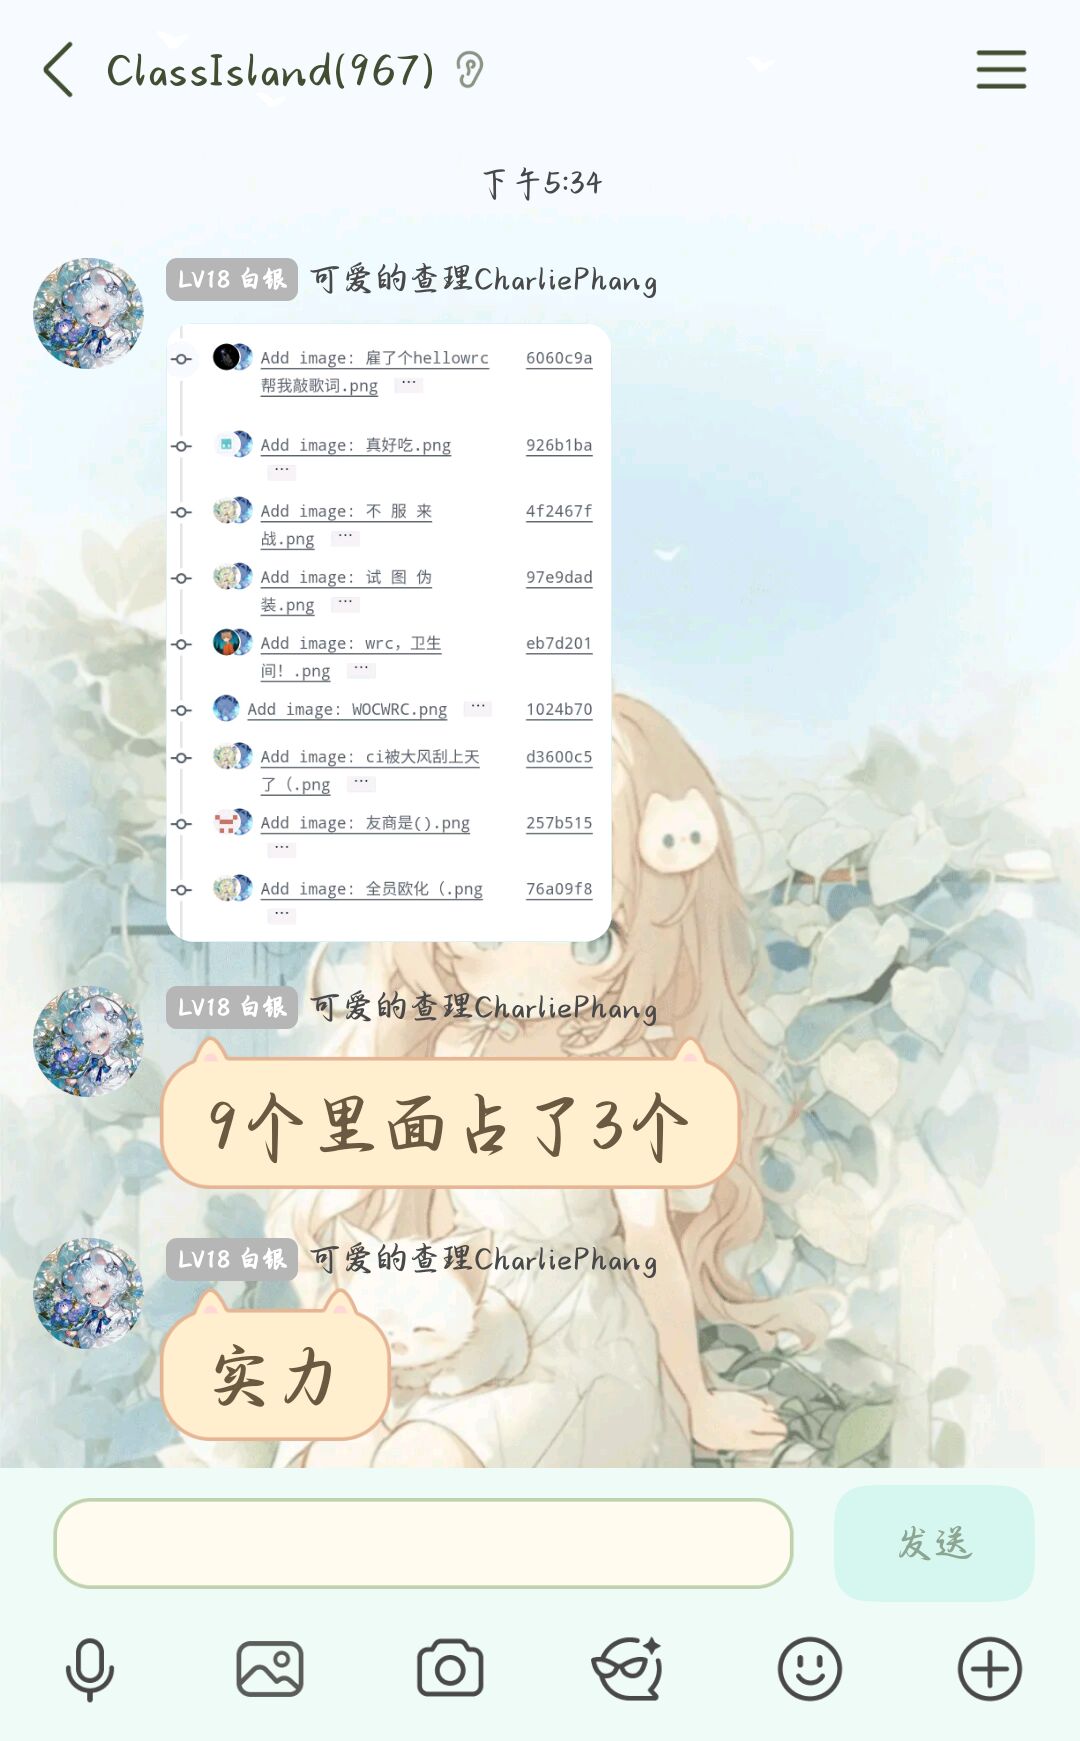 ClassIsland(967)
下午5:34
LV18 白银 可爱的查理CharliePhang
Add image: 雇了个hellowrc 6060c9a
帮我敲歌词.png ...
Add image: 真好吃.png 926b1ba
...
Add image: 不 服 来 4f2467f
战.png ...
Add image: 试 图 伪 97e9dad
装.png ...
Add image: wrc，卫生 eb7d201
间！.png ...
Add image: WOCWRC.png ... 1024b70
Add image: ci被大风刮上天 d3600c5
了（.png ...
Add image: 友商是().png 257b515
...
Add image: 全员欧化（.png 76a09f8
...
LV18 白银 可爱的查理CharliePhang
9个里面占了3个
LV18 白银 可爱的查理CharliePhang
实力
发送